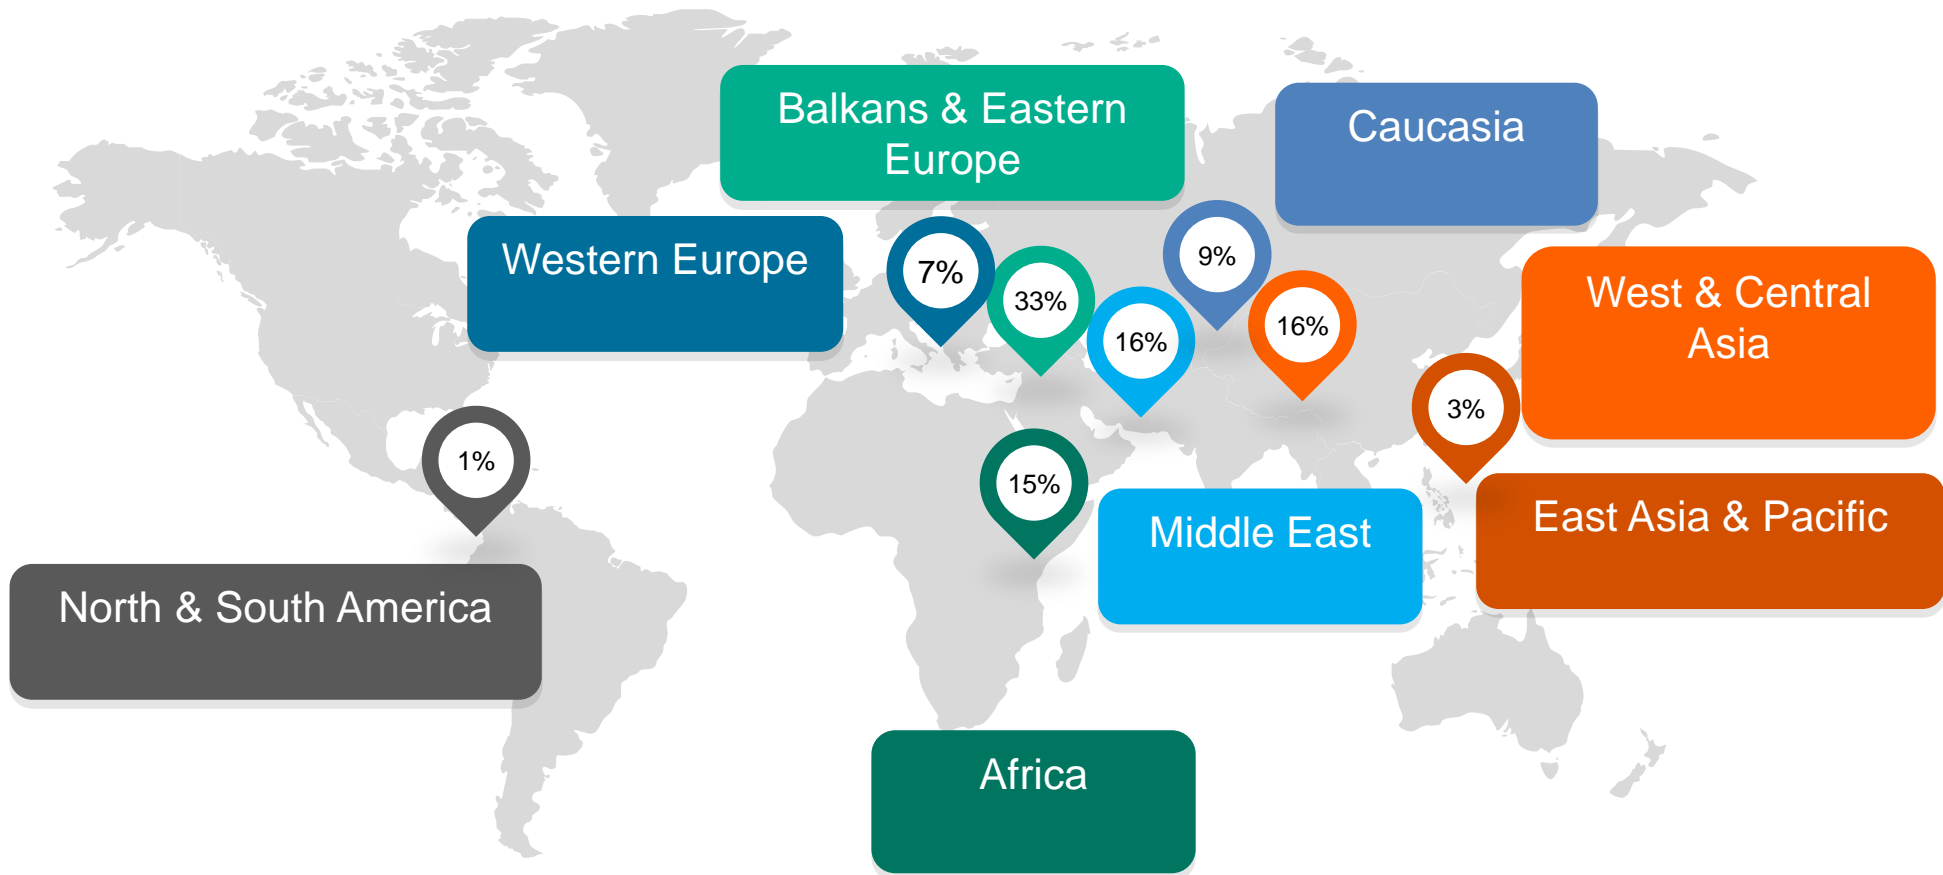 Balkans & Eastern
Europe
Caucasia
Western Europe
7%
33%
16%
9%
16%
West & Central
Asia
3%
1%
15%
Middle East
East Asia & Pacific
North & South America
Africa